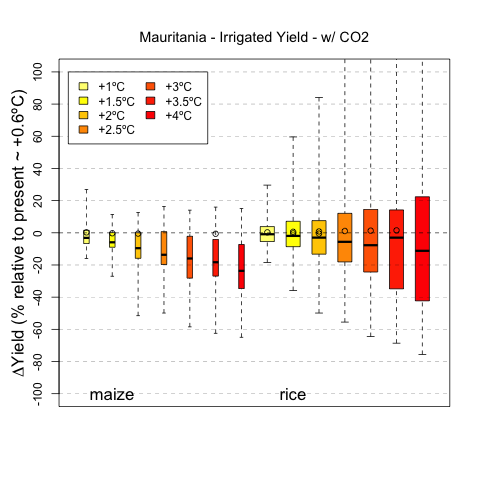 Mauritania - Irrigated Yield - w/ CO2
ΔYield (% relative to present ~ +0.6ºC)
100
80
60
40
20
0
-20
-40
-60
-80
-100
+1ºC
+1.5ºC
+2ºC
+2.5ºC
+3ºC
+3.5ºC
+4ºC
maize
rice